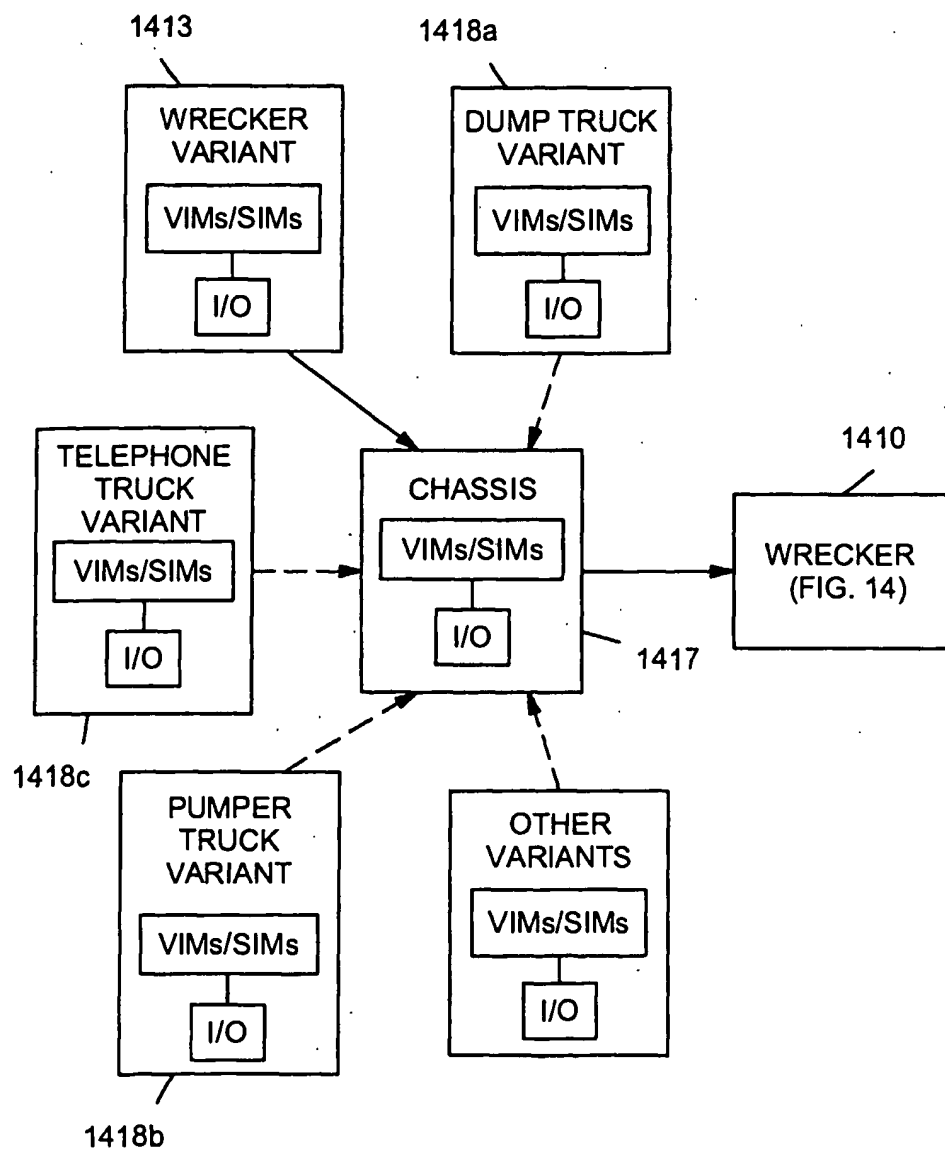 1413
1418a
WRECKER
VARIANT
VIMs/SIMs
I/O
DUMP TRUCK
VARIANT
VIMs/SIMs
I/O
TELEPHONE
TRUCK
VARIANT
VIMs/SIMs
I/O
1418c
CHASSIS
VIMs/SIMs
I/O
1417
1410
WRECKER
(FIG. 14)
PUMPER
TRUCK
VARIANT
VIMs/SIMs
I/O
1418b
OTHER
VARIANTS
VIMs/SIMs
I/O